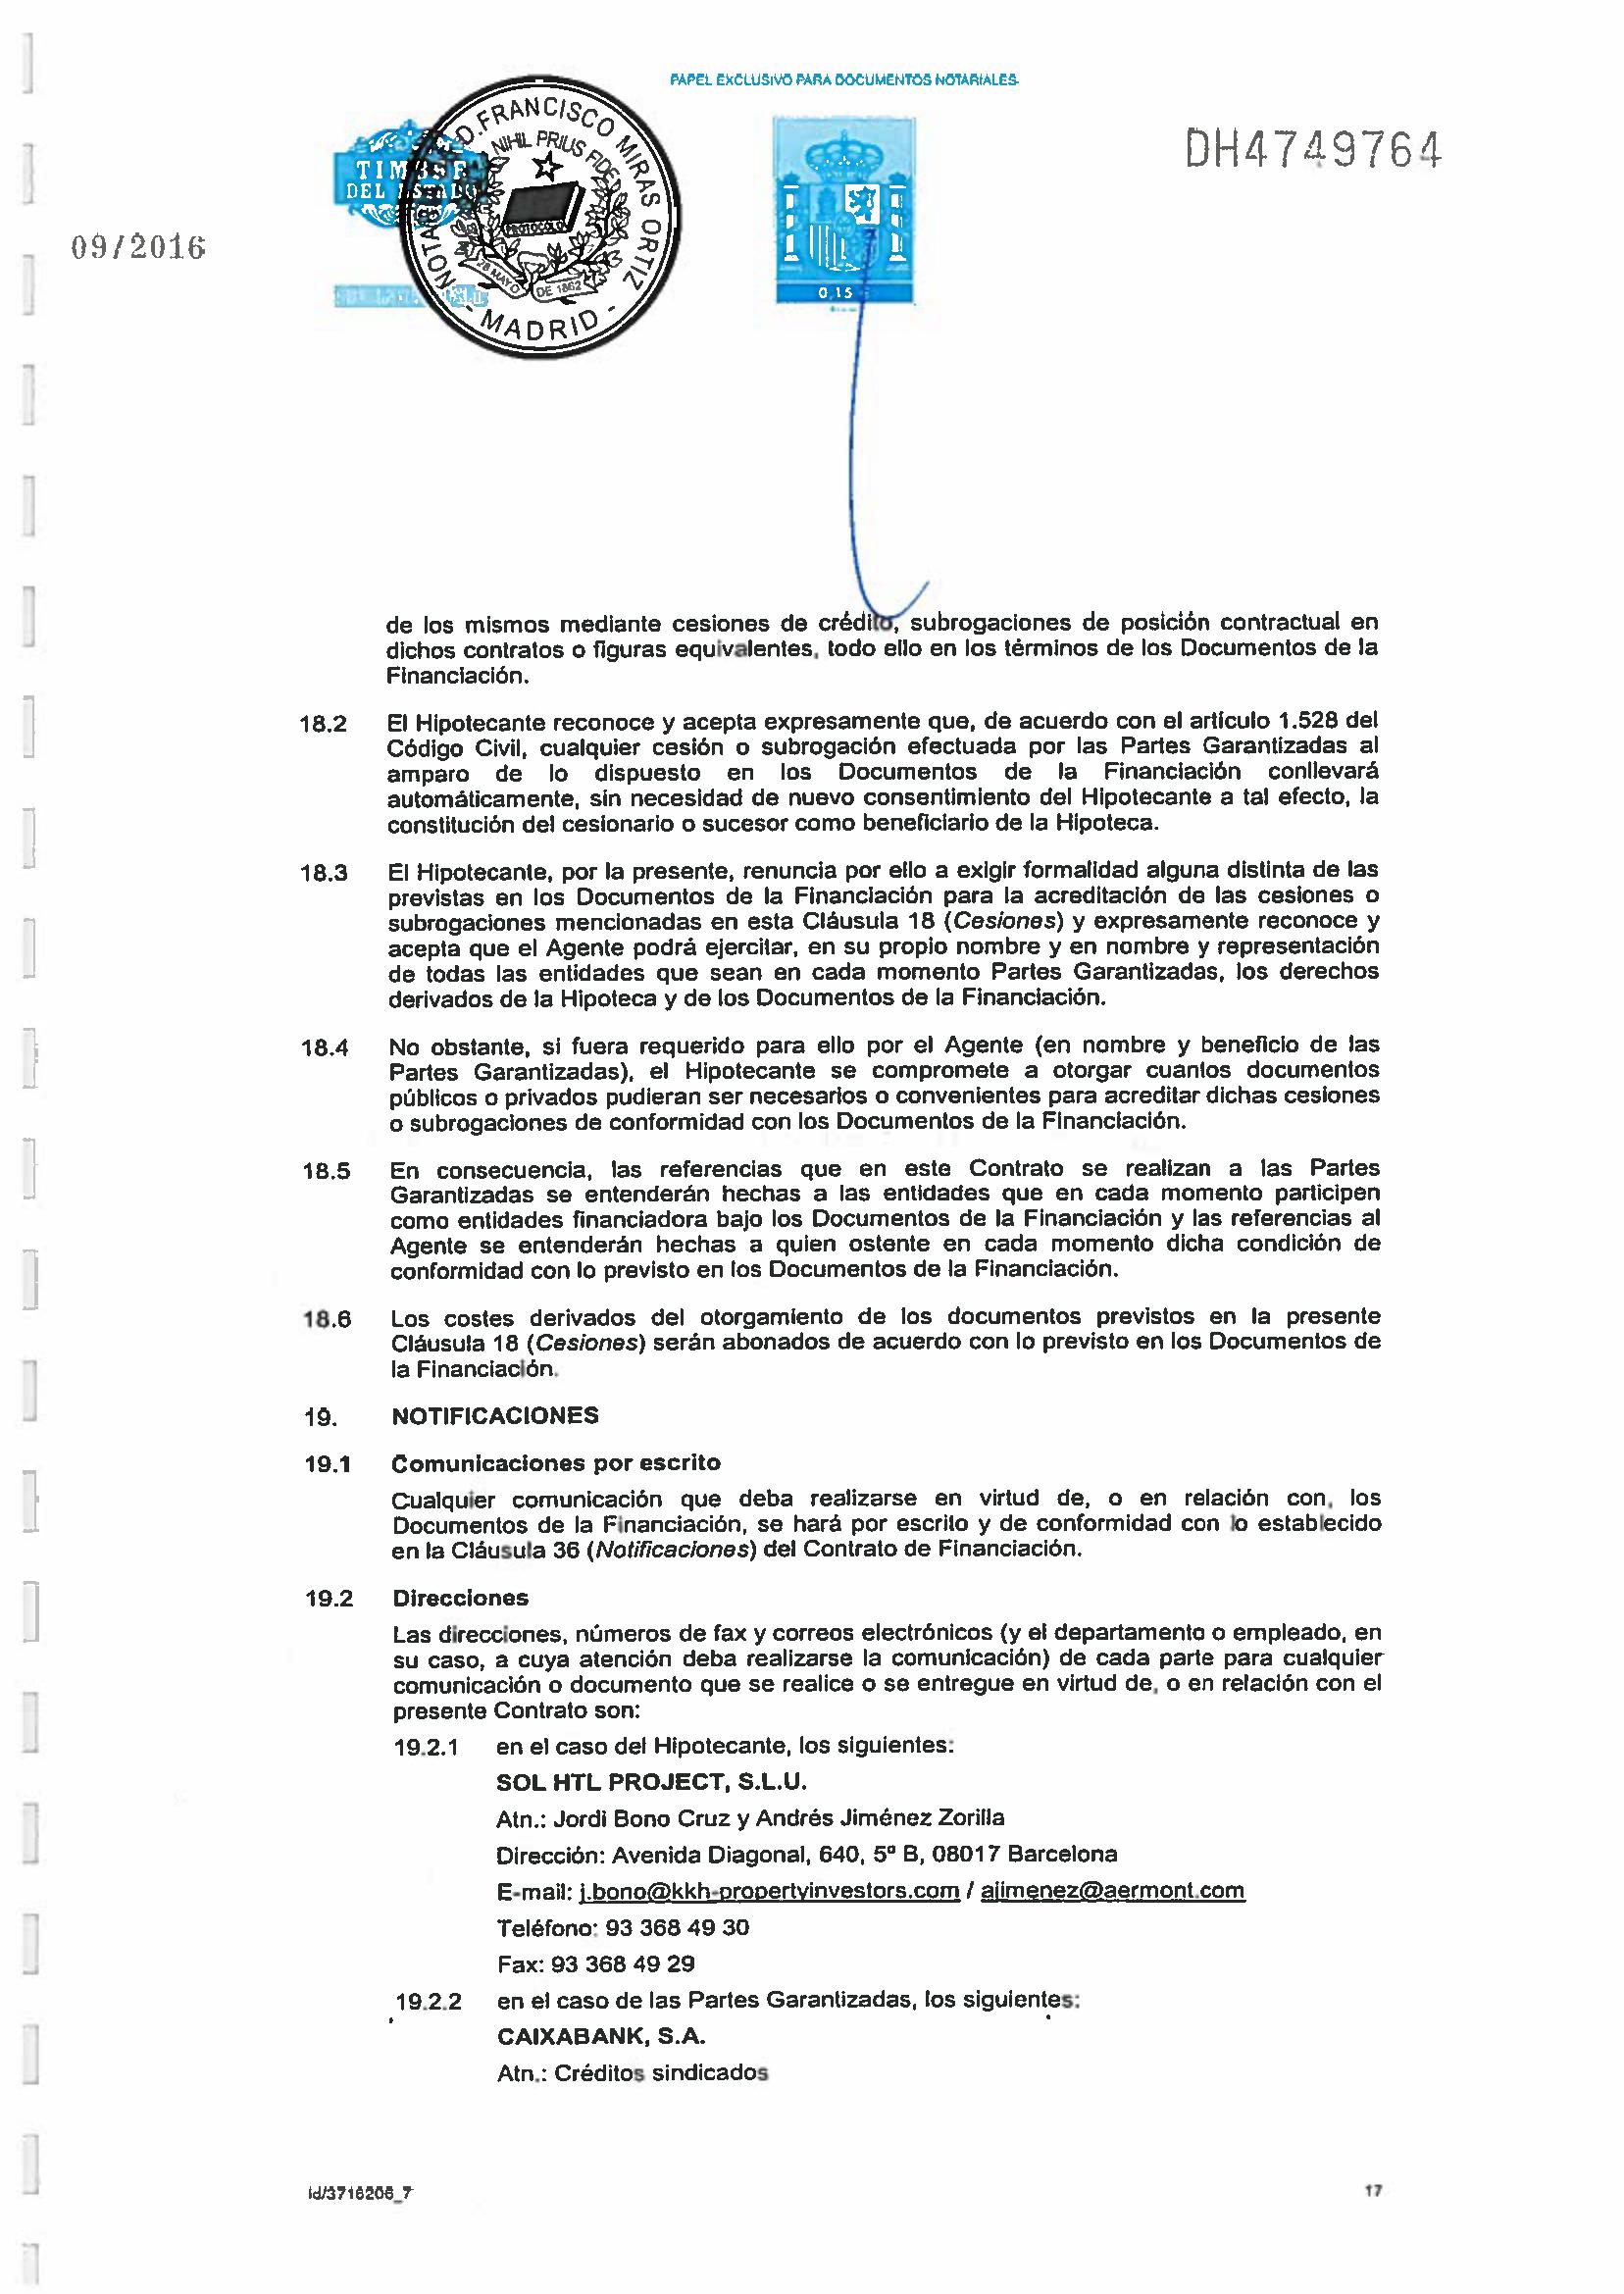 PAPEL EXCLUSIVO PARA DOCUMENTOS NOTARIALES
DH4749764
09/2016
TIMBRE
DEL ESTADO
NOTARIA D. FRANCISCO MIRAS ORTIZ
NIHIL PRIUS FIDE
PROTOCOLO
28 MAYO DE 1862
- MADRID -
0,15
de los mismos mediante cesiones de crédito, subrogaciones de posición contractual en
dichos contratos o figuras equivalentes, todo ello en los términos de los Documentos de la
Financiación.
18.2 El Hipotecante reconoce y acepta expresamente que, de acuerdo con el artículo 1.528 del
Código Civil, cualquier cesión o subrogación efectuada por las Partes Garantizadas al
amparo de lo dispuesto en los Documentos de la Financiación conllevará
automáticamente, sin necesidad de nuevo consentimiento del Hipotecante a tal efecto, la
constitución del cesionario o sucesor como beneficiario de la Hipoteca.
18.3 El Hipotecante, por la presente, renuncia por ello a exigir formalidad alguna distinta de las
previstas en los Documentos de la Financiación para la acreditación de las cesiones o
subrogaciones mencionadas en esta Cláusula 18 (Cesiones) y expresamente reconoce y
acepta que el Agente podrá ejercitar, en su propio nombre y en nombre y representación
de todas las entidades que sean en cada momento Partes Garantizadas, los derechos
derivados de la Hipoteca y de los Documentos de la Financiación.
18.4 No obstante, si fuera requerido para ello por el Agente (en nombre y beneficio de las
Partes Garantizadas), el Hipotecante se compromete a otorgar cuantos documentos
públicos o privados pudieran ser necesarios o convenientes para acreditar dichas cesiones
o subrogaciones de conformidad con los Documentos de la Financiación.
18.5 En consecuencia, las referencias que en este Contrato se realizan a las Partes
Garantizadas se entenderán hechas a las entidades que en cada momento participen
como entidades financiadora bajo los Documentos de la Financiación y las referencias al
Agente se entenderán hechas a quien ostente en cada momento dicha condición de
conformidad con lo previsto en los Documentos de la Financiación.
18.6 Los costes derivados del otorgamiento de los documentos previstos en la presente
Cláusula 18 (Cesiones) serán abonados de acuerdo con lo previsto en los Documentos de
la Financiación.
19. NOTIFICACIONES
19.1 Comunicaciones por escrito
Cualquier comunicación que deba realizarse en virtud de, o en relación con, los
Documentos de la Financiación, se hará por escrito y de conformidad con lo establecido
en la Cláusula 36 (Notificaciones) del Contrato de Financiación.
19.2 Direcciones
Las direcciones, números de fax y correos electrónicos (y el departamento o empleado, en
su caso, a cuya atención deba realizarse la comunicación) de cada parte para cualquier
comunicación o documento que se realice o se entregue en virtud de, o en relación con el
presente Contrato son:
19.2.1 en el caso del Hipotecante, los siguientes:
SOL HTL PROJECT, S.L.U.
Atn.: Jordi Bono Cruz y Andrés Jiménez Zorilla
Dirección: Avenida Diagonal, 640, 5º B, 08017 Barcelona
E-mail: j.bono@kkh-propertyinvestors.com / ajimenez@aermont.com
Teléfono: 93 368 49 30
Fax: 93 368 49 29
19.2.2 en el caso de las Partes Garantizadas, los siguientes:
CAIXABANK, S.A.
Atn.: Créditos sindicados
id/3716206_7
17